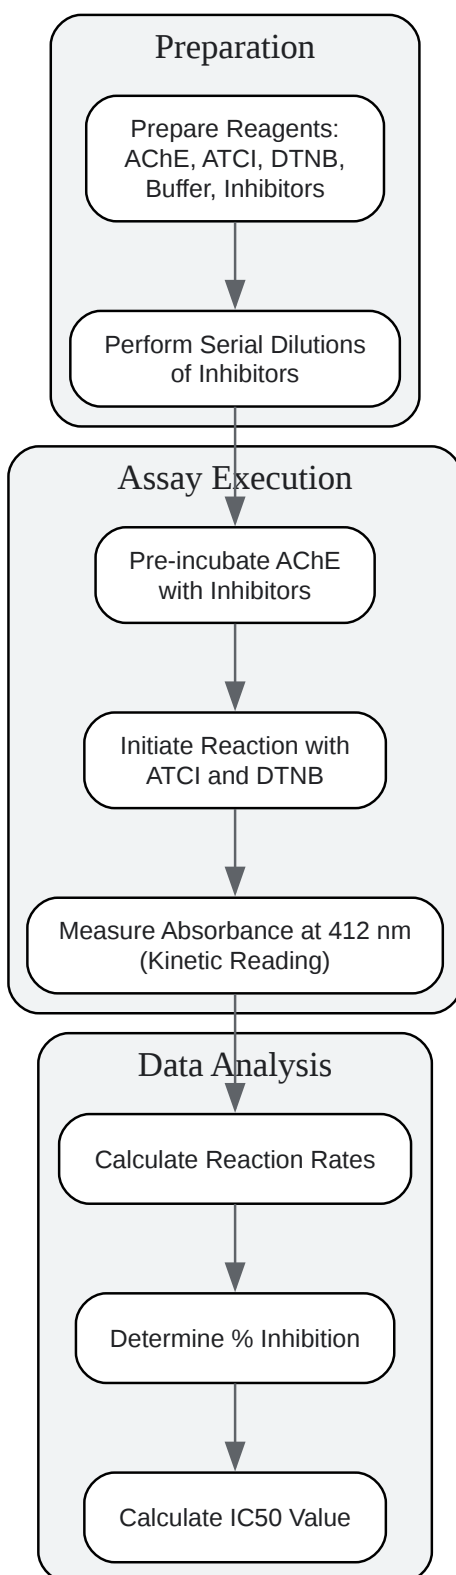 Preparation
Prepare Reagents:
AChE, ATCI, DTNB,
Buffer, Inhibitors
Perform Serial Dilutions
of Inhibitors
Assay Execution
Pre-incubate AChE
with Inhibitors
Initiate Reaction with
ATCI and DTNB
Measure Absorbance at 412 nm
(Kinetic Reading)
Data Analysis
Calculate Reaction Rates
Determine % Inhibition
Calculate IC50 Value